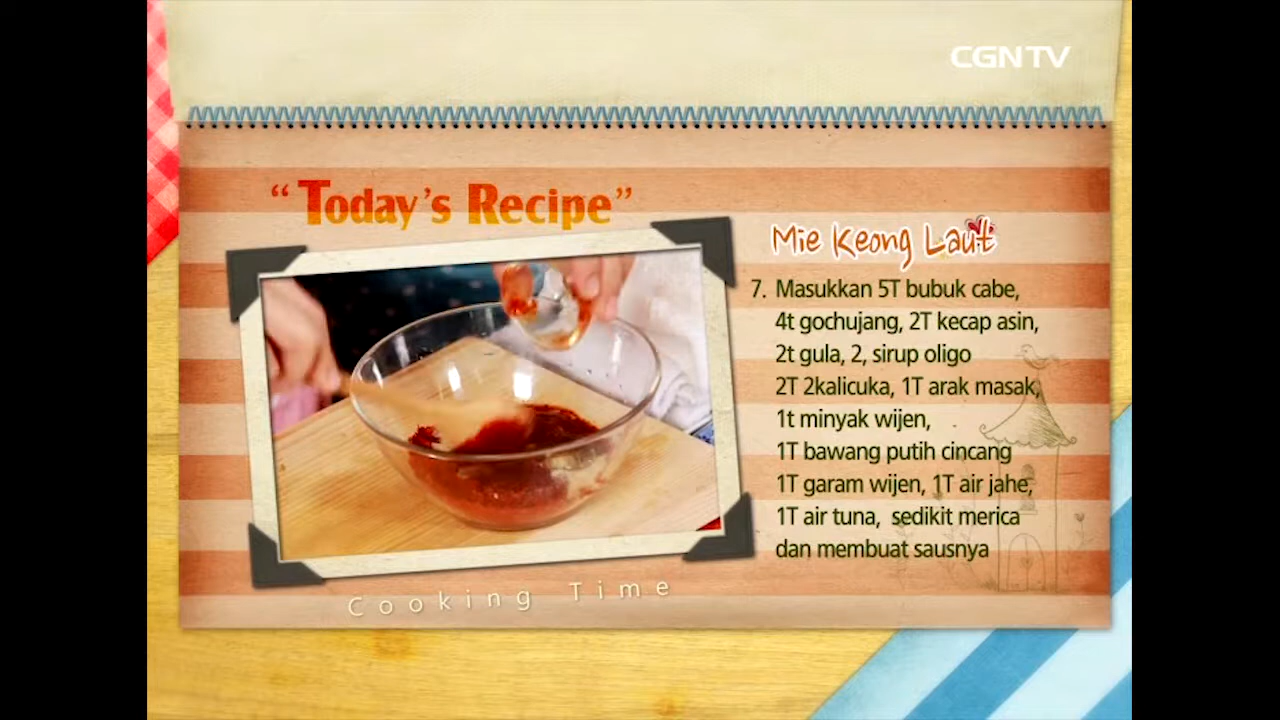 CGNTV
“Today’s Recipe”
Mie Keong Laut
7. Masukkan 5T bubuk cabe,
4t gochujang, 2T kecap asin,
2t gula, 2, sirup oligo
2T 2kalicuka, 1T arak masak,
1t minyak wijen,
1T bawang putih cincang
1T garam wijen, 1T air jahe,
1T air tuna, sedikit merica
dan membuat sausnya
Cooking Time